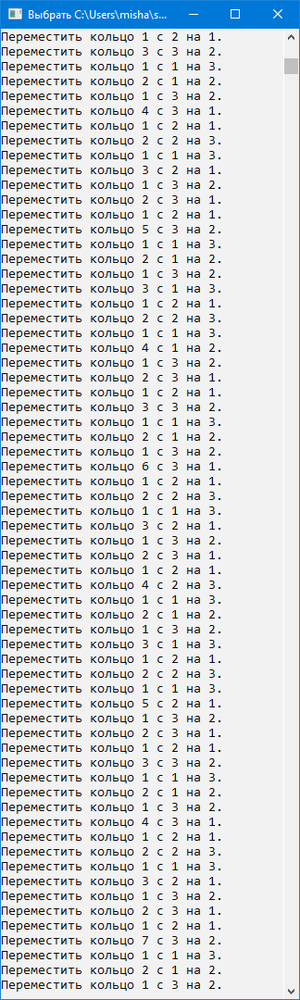 Выбрать C:\Users\misha\s...
Переместить кольцо 1 с 2 на 1.
Переместить кольцо 3 с 3 на 2.
Переместить кольцо 1 с 1 на 3.
Переместить кольцо 2 с 1 на 2.
Переместить кольцо 1 с 3 на 2.
Переместить кольцо 4 с 3 на 1.
Переместить кольцо 1 с 2 на 1.
Переместить кольцо 2 с 2 на 3.
Переместить кольцо 1 с 1 на 3.
Переместить кольцо 3 с 2 на 1.
Переместить кольцо 1 с 3 на 2.
Переместить кольцо 2 с 3 на 1.
Переместить кольцо 1 с 2 на 1.
Переместить кольцо 5 с 3 на 2.
Переместить кольцо 1 с 1 на 3.
Переместить кольцо 2 с 1 на 2.
Переместить кольцо 1 с 3 на 2.
Переместить кольцо 3 с 1 на 3.
Переместить кольцо 1 с 2 на 1.
Переместить кольцо 2 с 2 на 3.
Переместить кольцо 1 с 1 на 3.
Переместить кольцо 4 с 1 на 2.
Переместить кольцо 1 с 3 на 2.
Переместить кольцо 2 с 3 на 1.
Переместить кольцо 1 с 2 на 1.
Переместить кольцо 3 с 3 на 2.
Переместить кольцо 1 с 1 на 3.
Переместить кольцо 2 с 1 на 2.
Переместить кольцо 1 с 3 на 2.
Переместить кольцо 6 с 3 на 1.
Переместить кольцо 1 с 2 на 1.
Переместить кольцо 2 с 2 на 3.
Переместить кольцо 1 с 1 на 3.
Переместить кольцо 3 с 2 на 1.
Переместить кольцо 1 с 3 на 2.
Переместить кольцо 2 с 3 на 1.
Переместить кольцо 1 с 2 на 1.
Переместить кольцо 4 с 2 на 3.
Переместить кольцо 1 с 1 на 3.
Переместить кольцо 2 с 1 на 2.
Переместить кольцо 1 с 3 на 2.
Переместить кольцо 3 с 1 на 3.
Переместить кольцо 1 с 2 на 1.
Переместить кольцо 2 с 2 на 3.
Переместить кольцо 1 с 1 на 3.
Переместить кольцо 5 с 2 на 1.
Переместить кольцо 1 с 3 на 2.
Переместить кольцо 2 с 3 на 1.
Переместить кольцо 1 с 2 на 1.
Переместить кольцо 3 с 3 на 2.
Переместить кольцо 1 с 1 на 3.
Переместить кольцо 2 с 1 на 2.
Переместить кольцо 1 с 3 на 2.
Переместить кольцо 4 с 3 на 1.
Переместить кольцо 1 с 2 на 1.
Переместить кольцо 2 с 2 на 3.
Переместить кольцо 1 с 1 на 3.
Переместить кольцо 3 с 2 на 1.
Переместить кольцо 1 с 3 на 2.
Переместить кольцо 2 с 3 на 1.
Переместить кольцо 1 с 2 на 1.
Переместить кольцо 7 с 3 на 2.
Переместить кольцо 1 с 1 на 3.
Переместить кольцо 2 с 1 на 2.
Переместить кольцо 1 с 3 на 2.